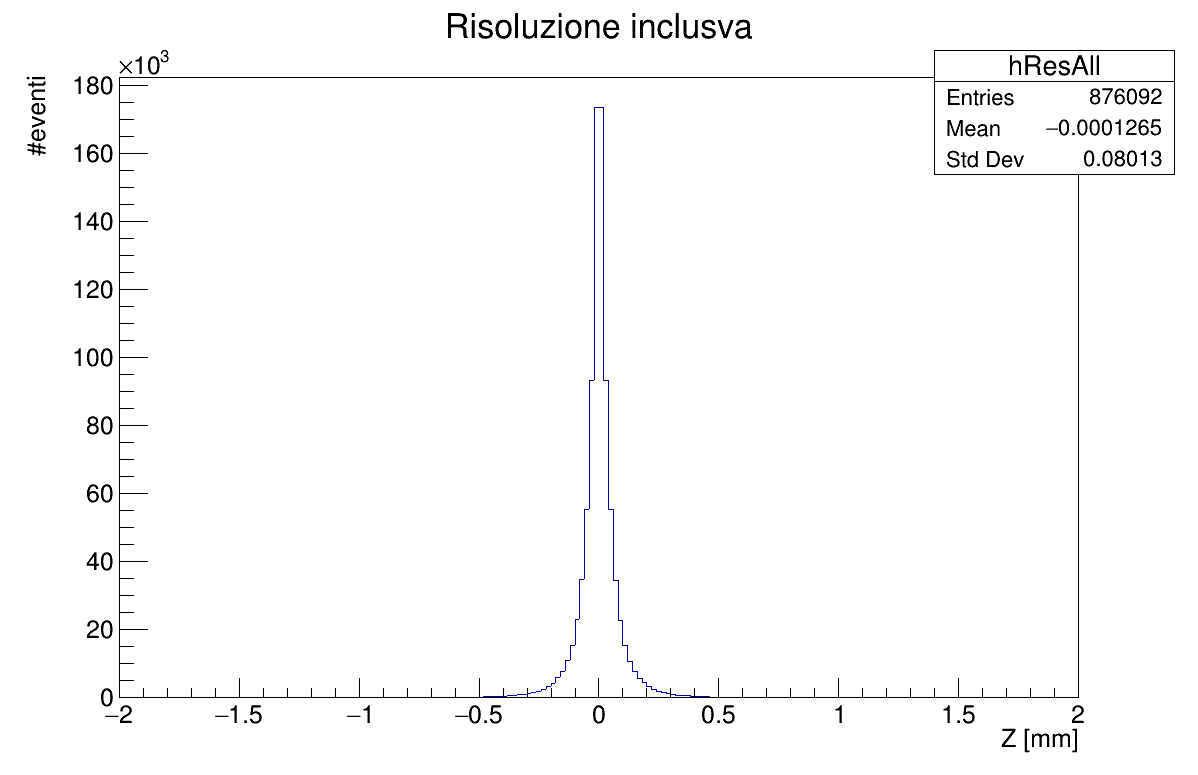 Risoluzione inclusva
hResAll
Entries 876092
Mean −0.0001265
Std Dev 0.08013
×10³
#eventi
180
160
140
120
100
80
60
40
20
0
−2 −1.5 −1 −0.5 0 0.5 1 1.5 2
Z [mm]